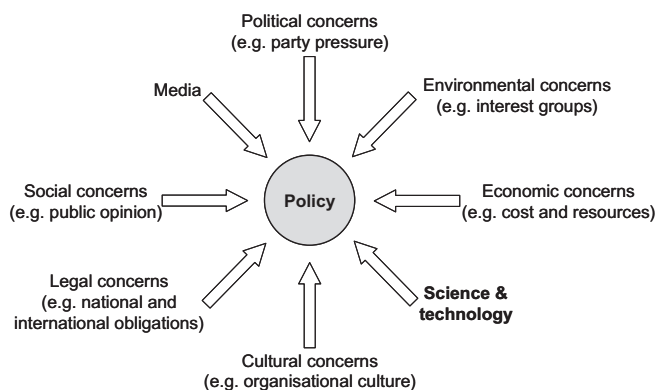 Political concerns
(e.g. party pressure)
Media
Environmental concerns
(e.g. interest groups)
Social concerns
(e.g. public opinion)
Policy
Economic concerns
(e.g. cost and resources)
Legal concerns
(e.g. national and
international obligations)
Science &
technology
Cultural concerns
(e.g. organisational culture)